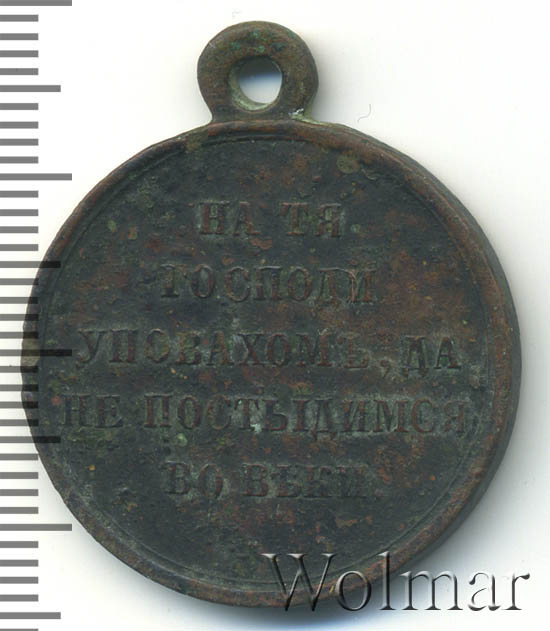 НА ТЯ
ГОСПОДИ
УПОВАХОМЪ, ДА
НЕ ПОСТЫДИМСЯ
ВО ВѢКИ.
Wolmar